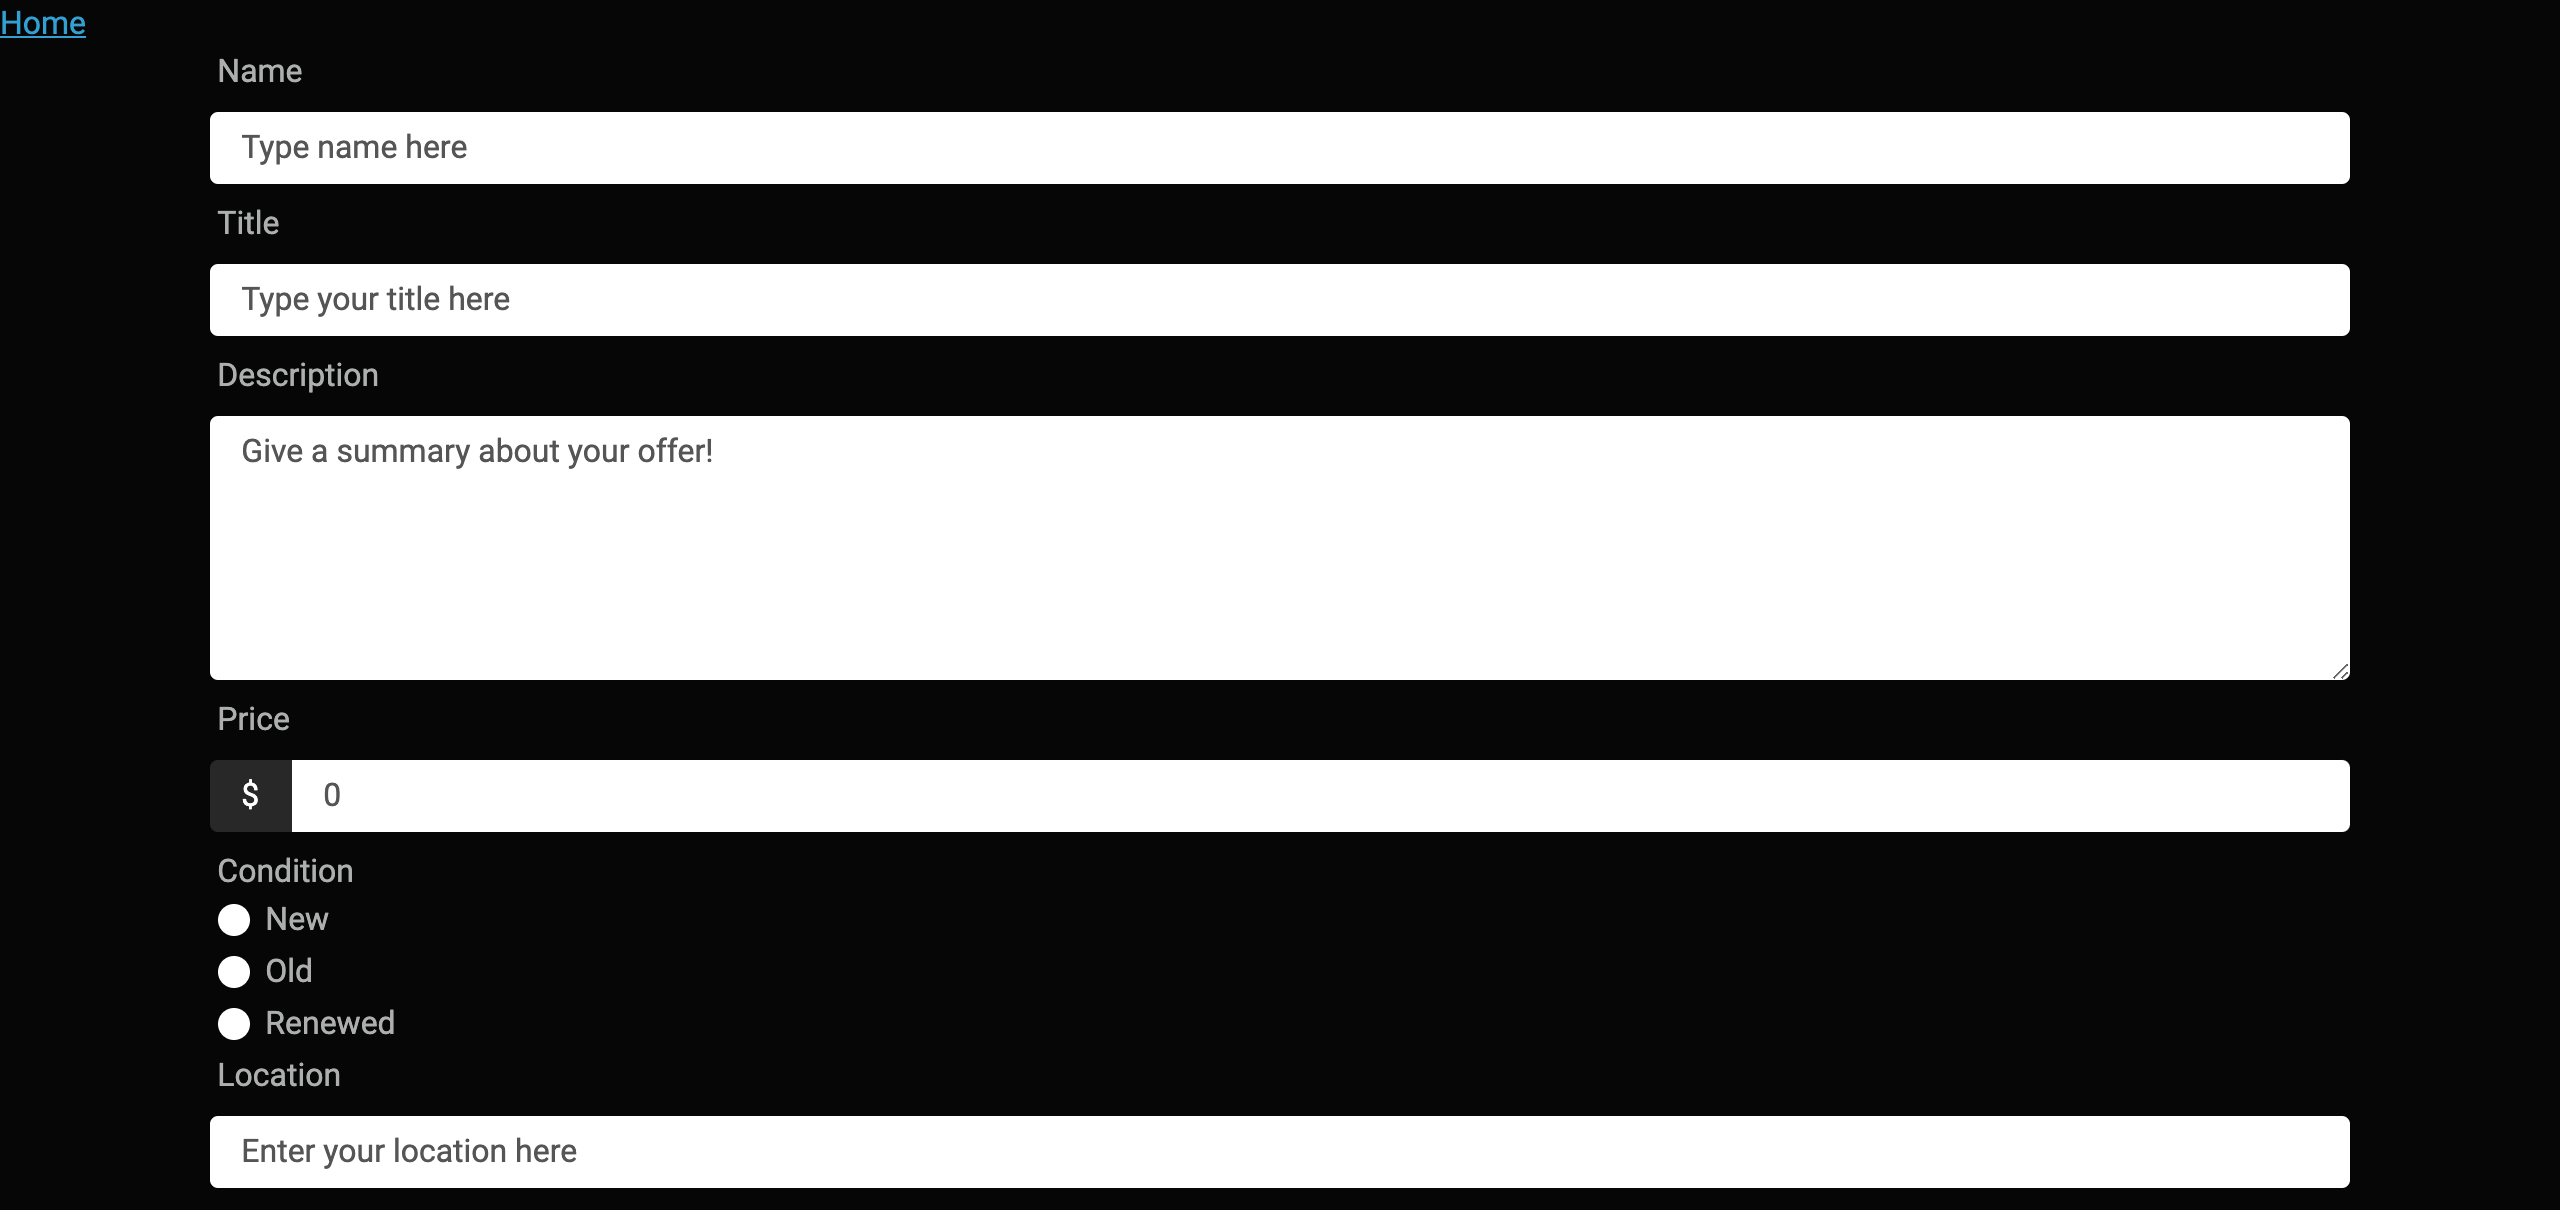 Home
Name
Type name here
Title
Type your title here
Description
Give a summary about your offer!
Price
$ 0
Condition
New
Old
Renewed
Location
Enter your location here